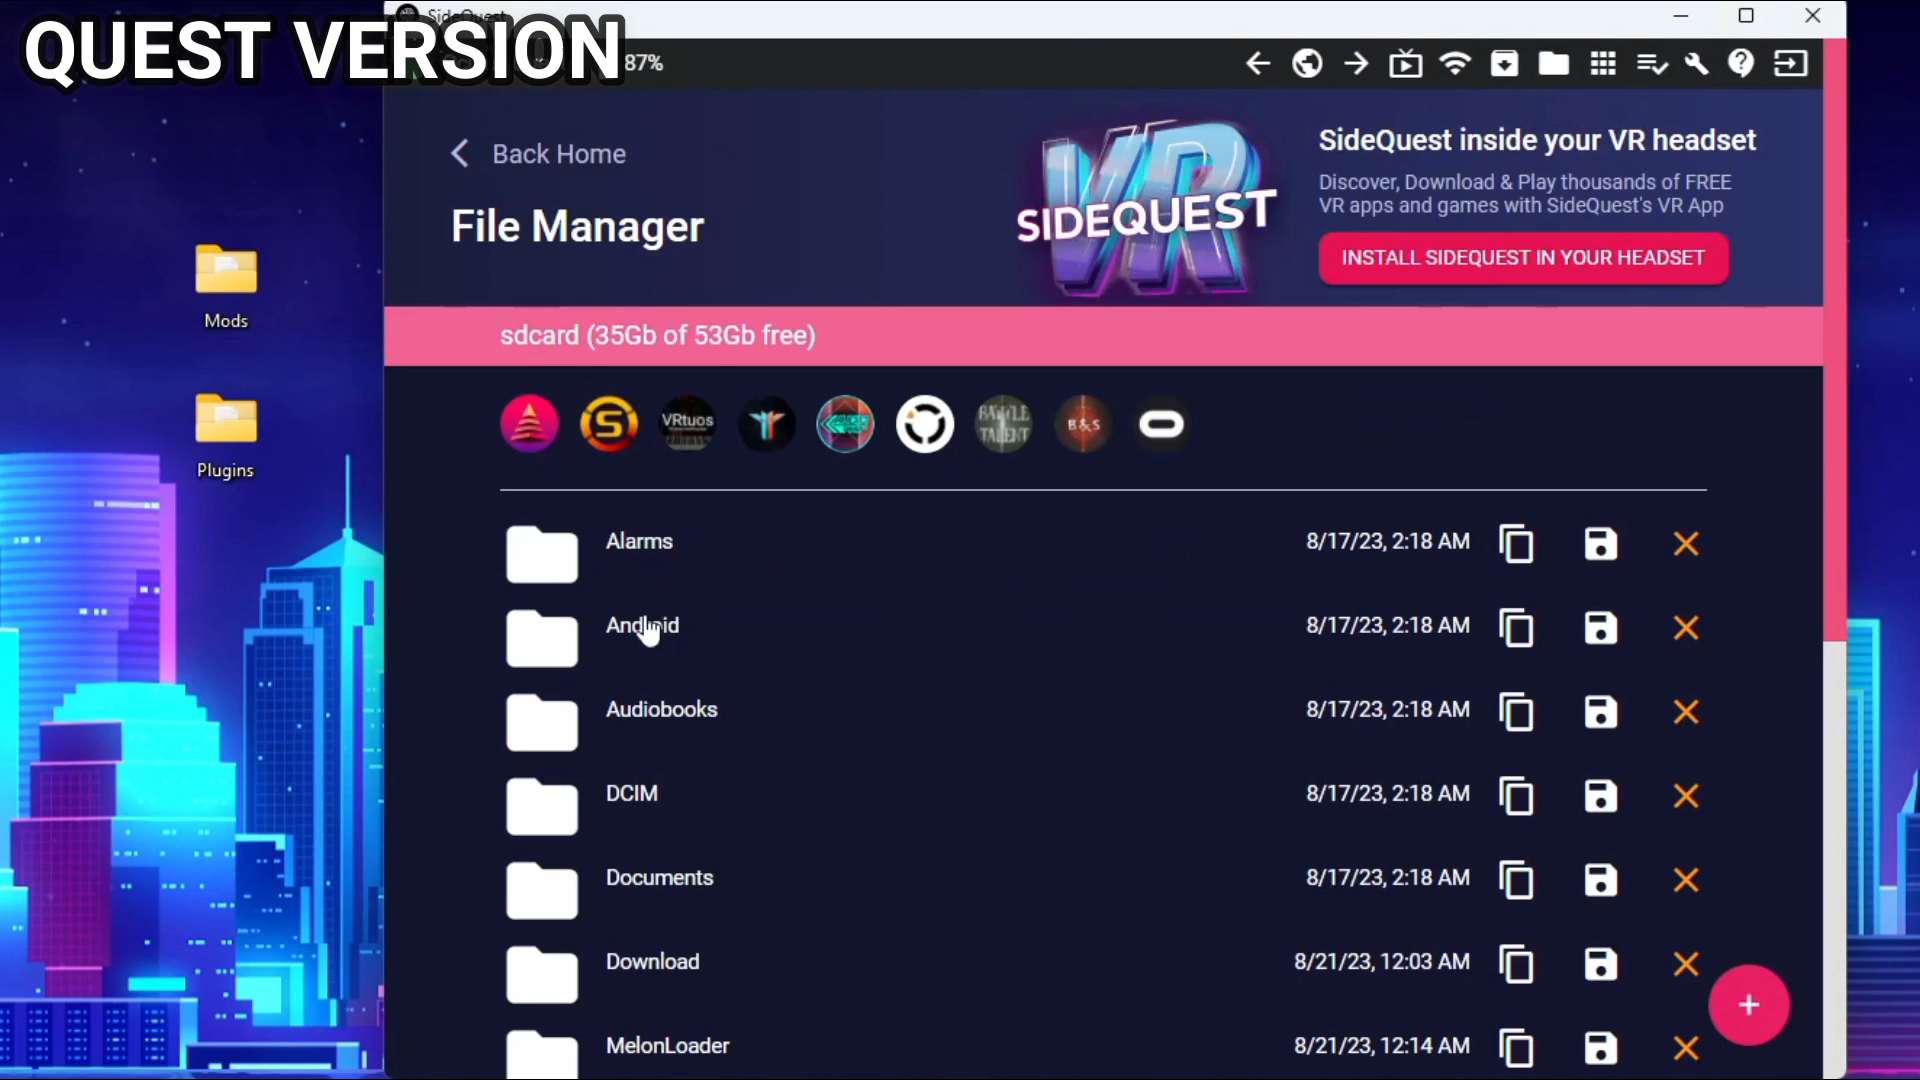 QUEST VERSION
SideQuest
87%
Back Home
File Manager
VR
SIDEQUEST
SideQuest inside your VR headset
Discover, Download & Play thousands of FREE
VR apps and games with SideQuest's VR App
INSTALL SIDEQUEST IN YOUR HEADSET
Mods
Plugins
sdcard (35Gb of 53Gb free)
S
VRtuos
BATTLE
TALENT
B&S
Alarms 8/17/23, 2:18 AM
Android 8/17/23, 2:18 AM
Audiobooks 8/17/23, 2:18 AM
DCIM 8/17/23, 2:18 AM
Documents 8/17/23, 2:18 AM
Download 8/21/23, 12:03 AM
MelonLoader 8/21/23, 12:14 AM